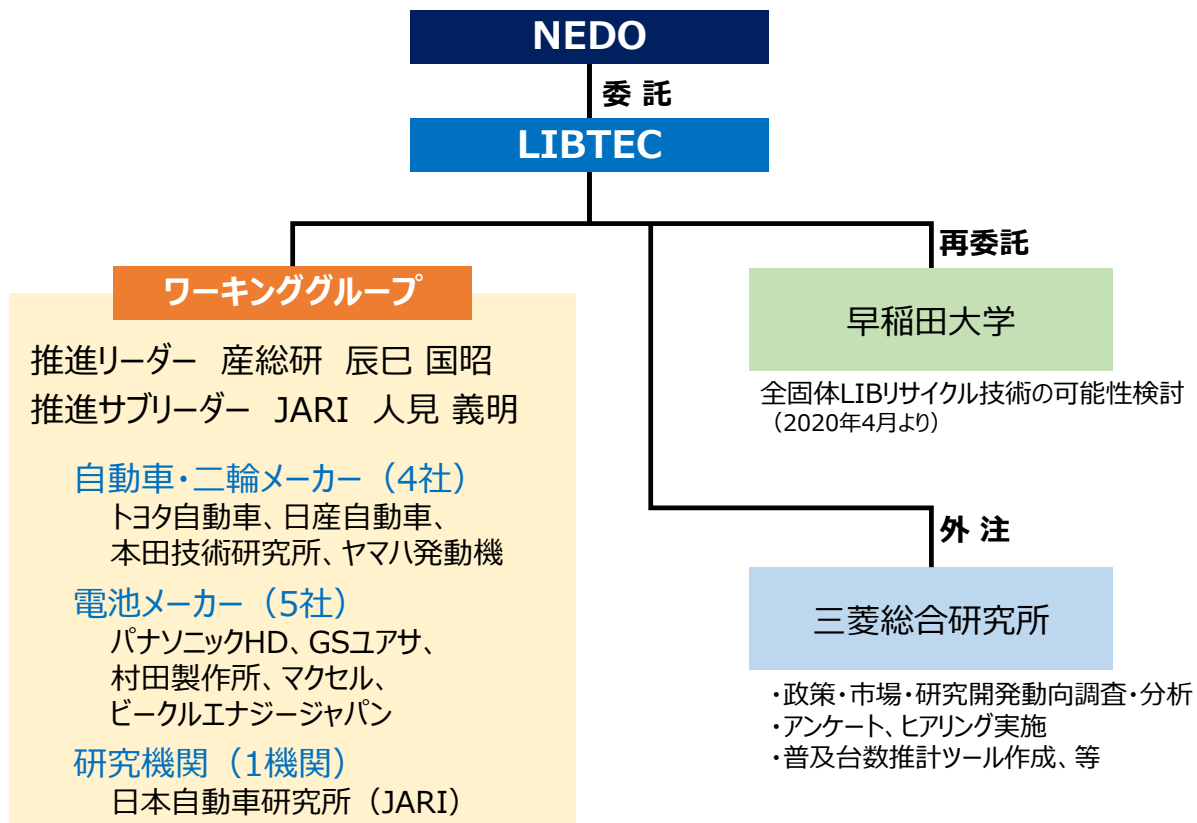 NEDO
委 託
LIBTEC
ワーキンググループ
推進リーダー 産総研 辰巳 国昭
推進サブリーダー JARI 人見 義明
自動車・二輪メーカー（4社）
トヨタ自動車、日産自動車、
本田技術研究所、ヤマハ発動機
電池メーカー（5社）
パナソニックHD、GSユアサ、
村田製作所、マクセル、
ビークルエナジージャパン
研究機関（1機関）
日本自動車研究所（JARI）
再委託
早稲田大学
全固体LIBリサイクル技術の可能性検討
（2020年4月より）
外 注
三菱総合研究所
・政策・市場・研究開発動向調査・分析
・アンケート、ヒアリング実施
・普及台数推計ツール作成、等